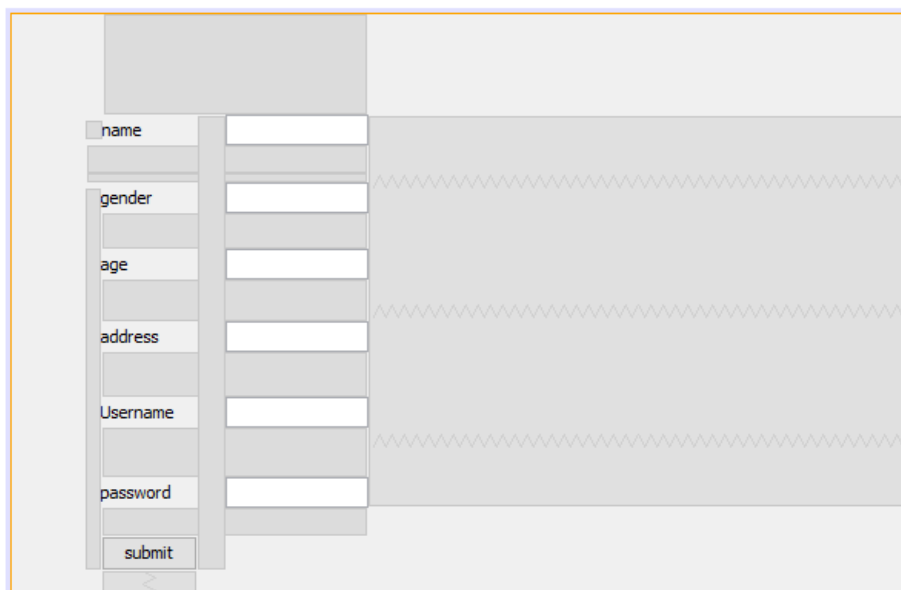 name
gender
age
address
Username
password
submit